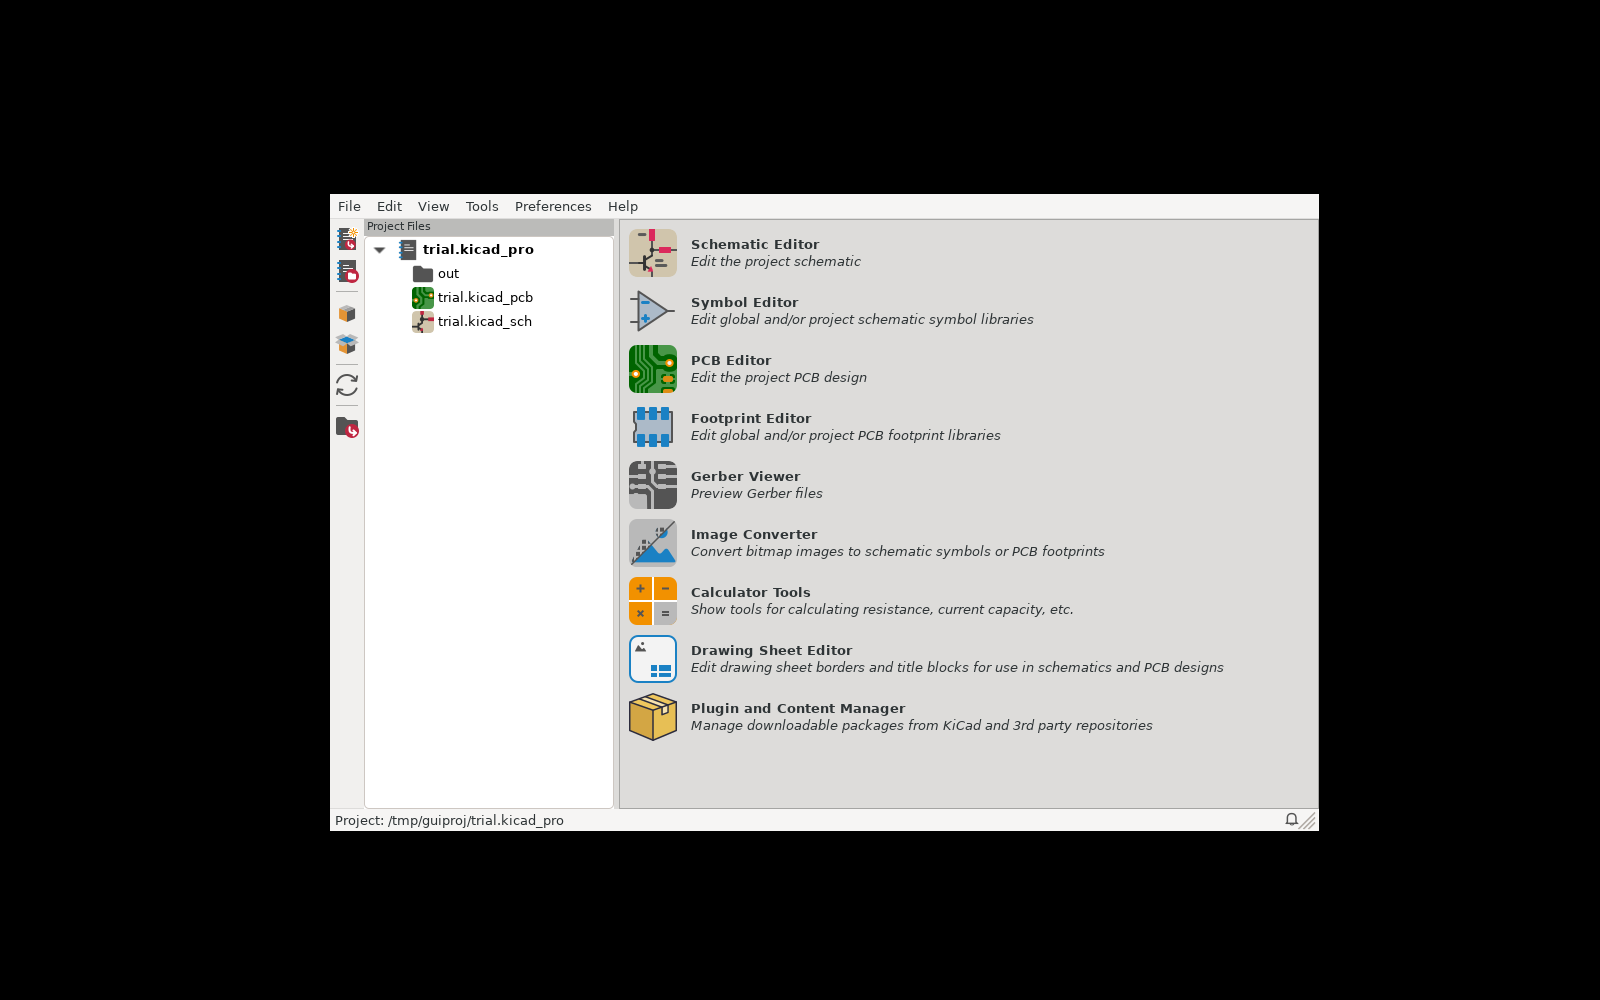 File Edit View Tools Preferences Help
Project Files
trial.kicad_pro
out
trial.kicad_pcb
trial.kicad_sch
Schematic Editor
Edit the project schematic
Symbol Editor
Edit global and/or project schematic symbol libraries
PCB Editor
Edit the project PCB design
Footprint Editor
Edit global and/or project PCB footprint libraries
Gerber Viewer
Preview Gerber files
Image Converter
Convert bitmap images to schematic symbols or PCB footprints
Calculator Tools
Show tools for calculating resistance, current capacity, etc.
Drawing Sheet Editor
Edit drawing sheet borders and title blocks for use in schematics and PCB designs
Plugin and Content Manager
Manage downloadable packages from KiCad and 3rd party repositories
Project: /tmp/guiproj/trial.kicad_pro